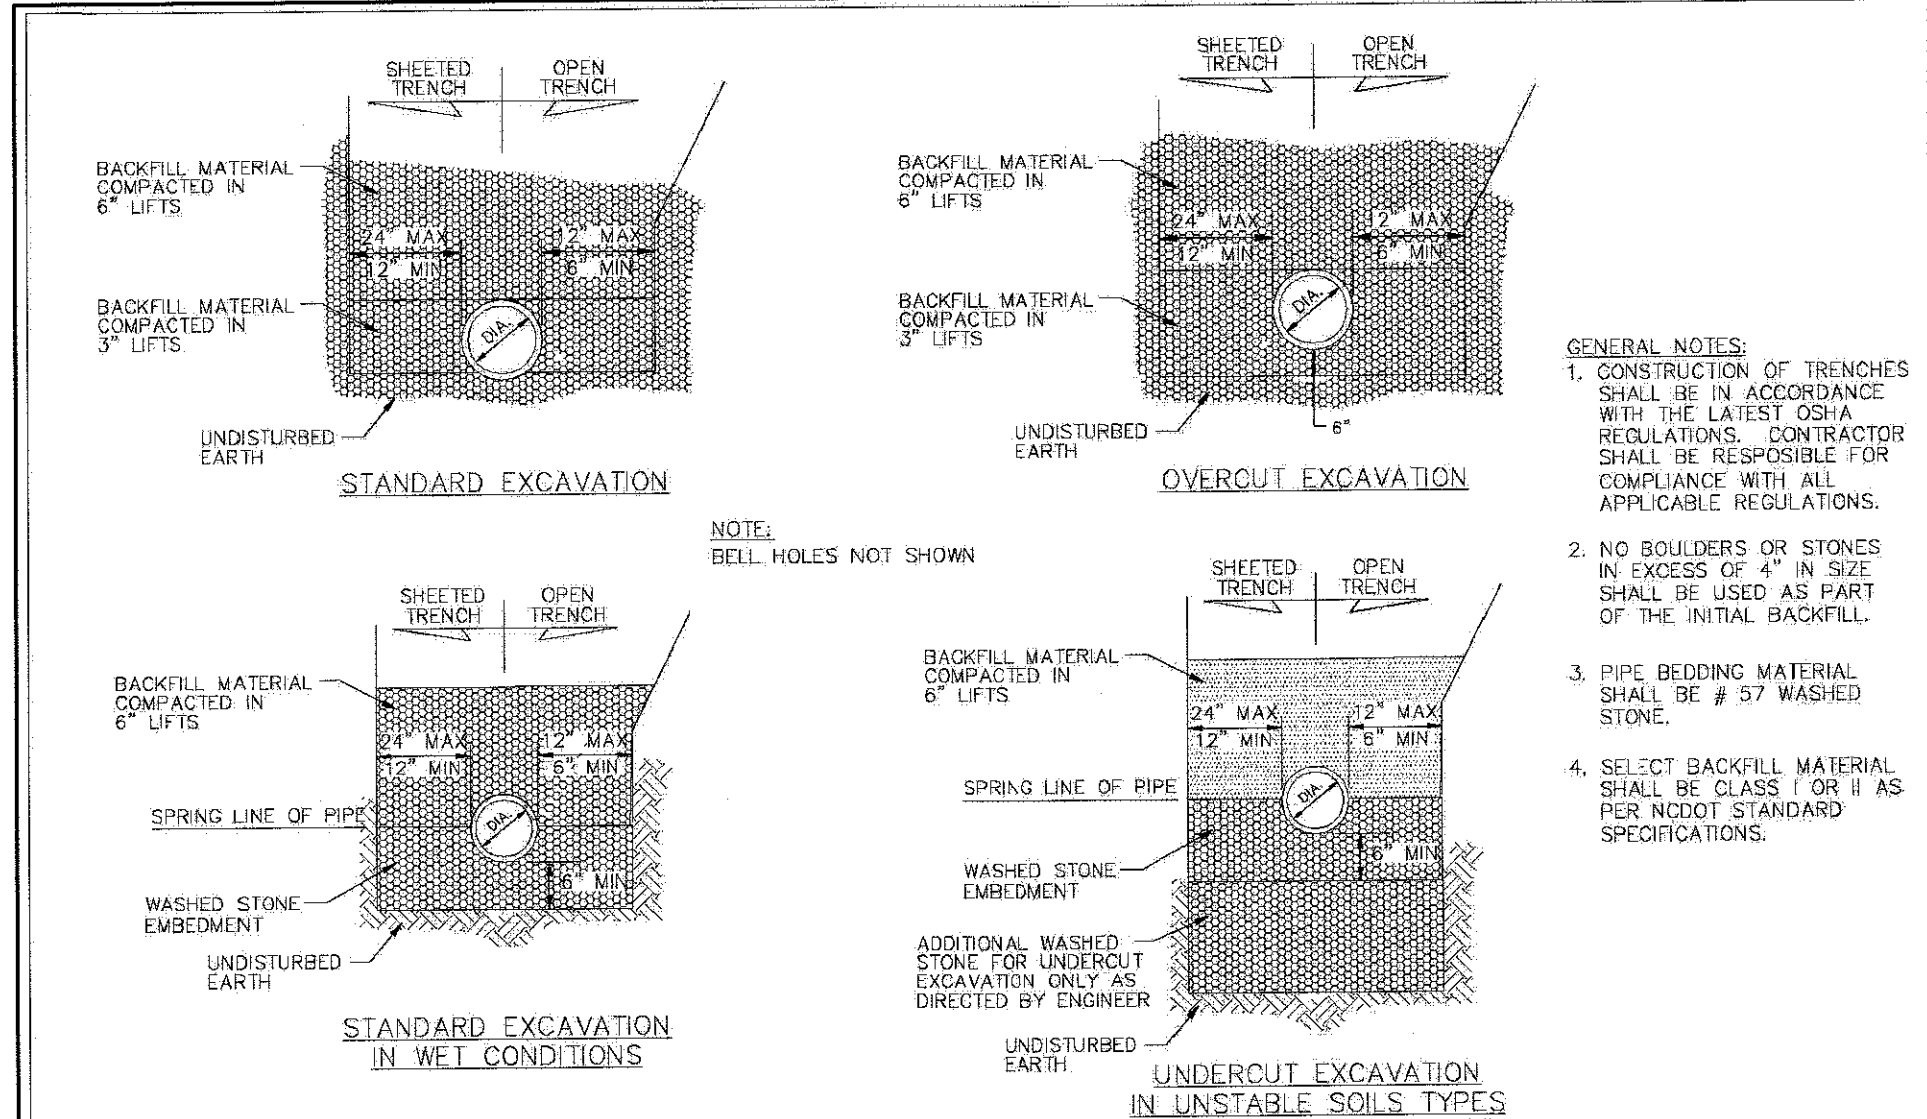 SHEETED
TRENCH
OPEN
TRENCH
BACKFILL MATERIAL
COMPACTED IN
6" LIFTS
24" MAX
12" MIN
12" MAX
6" MIN
BACKFILL MATERIAL
COMPACTED IN
3" LIFTS
DIA.
UNDISTURBED
EARTH
STANDARD EXCAVATION
SHEETED
TRENCH
OPEN
TRENCH
BACKFILL MATERIAL
COMPACTED IN
6" LIFTS
24" MAX
12" MIN
12" MAX
6" MIN
BACKFILL MATERIAL
COMPACTED IN
3" LIFTS
DIA.
UNDISTURBED
EARTH
6"
OVERCUT EXCAVATION
NOTE:
BELL HOLES NOT SHOWN
SHEETED
TRENCH
OPEN
TRENCH
BACKFILL MATERIAL
COMPACTED IN
6" LIFTS
24" MAX
12" MIN
12" MAX
6" MIN
SPRING LINE OF PIPE
DIA.
6" MIN
WASHED STONE
EMBEDMENT
UNDISTURBED
EARTH
STANDARD EXCAVATION
IN WET CONDITIONS
SHEETED
TRENCH
OPEN
TRENCH
BACKFILL MATERIAL
COMPACTED IN
6" LIFTS
24" MAX
12" MIN
12" MAX
6" MIN
SPRING LINE OF PIPE
DIA.
6" MIN
WASHED STONE
EMBEDMENT
ADDITIONAL WASHED
STONE FOR UNDERCUT
EXCAVATION ONLY AS
DIRECTED BY ENGINEER
UNDISTURBED
EARTH
UNDERCUT EXCAVATION
IN UNSTABLE SOILS TYPES
GENERAL NOTES:
1. CONSTRUCTION OF TRENCHES
SHALL BE IN ACCORDANCE
WITH THE LATEST OSHA
REGULATIONS. CONTRACTOR
SHALL BE RESPOSIBLE FOR
COMPLIANCE WITH ALL
APPLICABLE REGULATIONS.
2. NO BOULDERS OR STONES
IN EXCESS OF 4" IN SIZE
SHALL BE USED AS PART
OF THE INITIAL BACKFILL.
3. PIPE BEDDING MATERIAL
SHALL BE # 57 WASHED
STONE.
4. SELECT BACKFILL MATERIAL
SHALL BE CLASS I OR II AS
PER NCDOT STANDARD
SPECIFICATIONS.